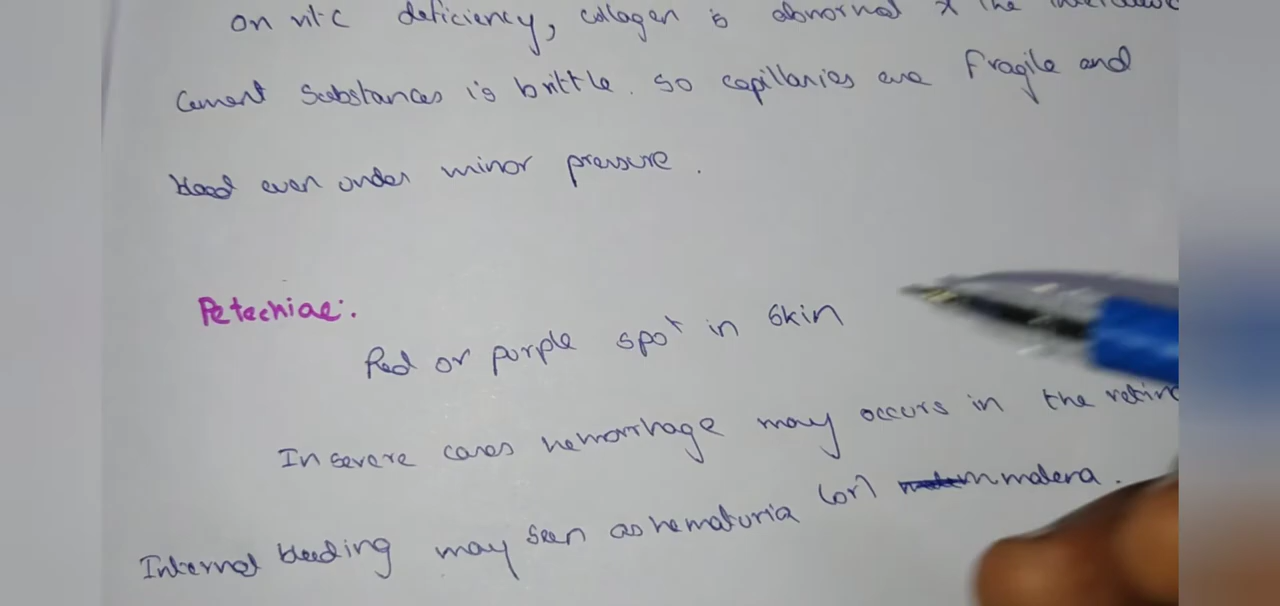 on vit-c deficiency, collagen is abnormal & the
cement substances is brittle. so capillaries are fragile and
bleed even under minor pressure.
Petechiae:
Red or purple spot in skin
In severe cases hemorrhage may occurs in the retina
Internal bleeding may seen as hematuria (or) malena.